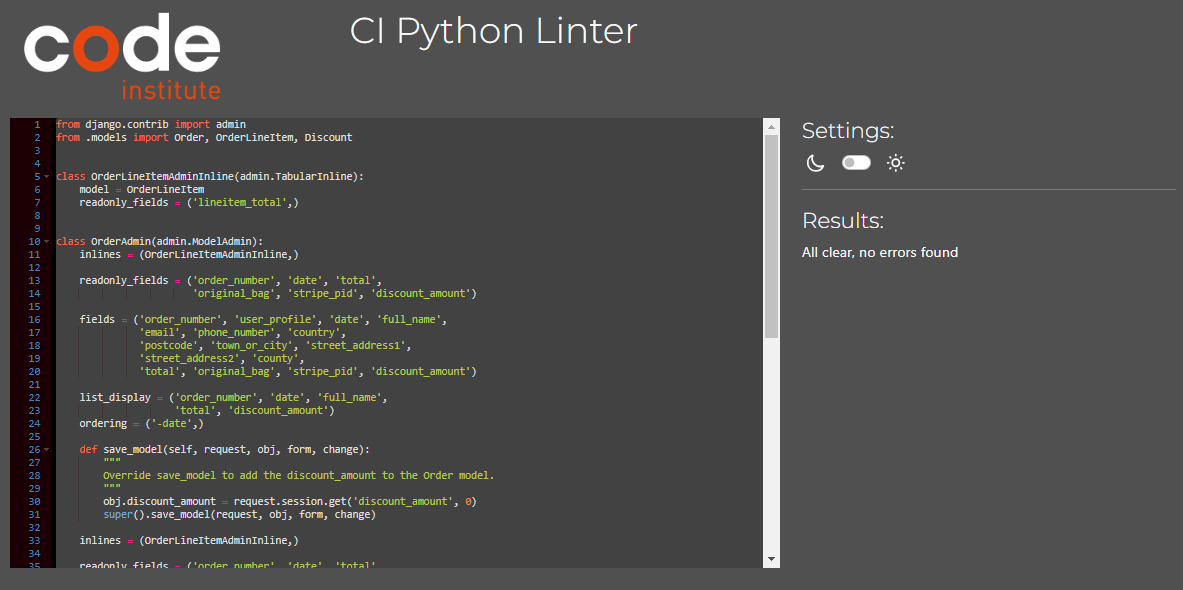 code
institute
CI Python Linter
1 from django.contrib import admin
2 from .models import Order, OrderLineItem, Discount
3
4
5 class OrderLineItemAdminInline(admin.TabularInline):
6 model = OrderLineItem
7 readonly_fields = ('lineitem_total',)
8
9
10 class OrderAdmin(admin.ModelAdmin):
11 inlines = (OrderLineItemAdminInline,)
12
13 readonly_fields = ('order_number', 'date', 'total',
14 'original_bag', 'stripe_pid', 'discount_amount')
15
16 fields = ('order_number', 'user_profile', 'date', 'full_name',
17 'email', 'phone_number', 'country',
18 'postcode', 'town_or_city', 'street_address1',
19 'street_address2', 'county',
20 'total', 'original_bag', 'stripe_pid', 'discount_amount')
21
22 list_display = ('order_number', 'date', 'full_name',
23 'total', 'discount_amount')
24 ordering = ('-date',)
25
26 def save_model(self, request, obj, form, change):
27 """
28 Override save_model to add the discount_amount to the Order model.
29 """
30 obj.discount_amount = request.session.get('discount_amount', 0)
31 super().save_model(request, obj, form, change)
32
33 inlines = (OrderLineItemAdminInline,)
34
35 readonly_fields = ('order_number', 'date', 'total',
Settings:
Results:
All clear, no errors found